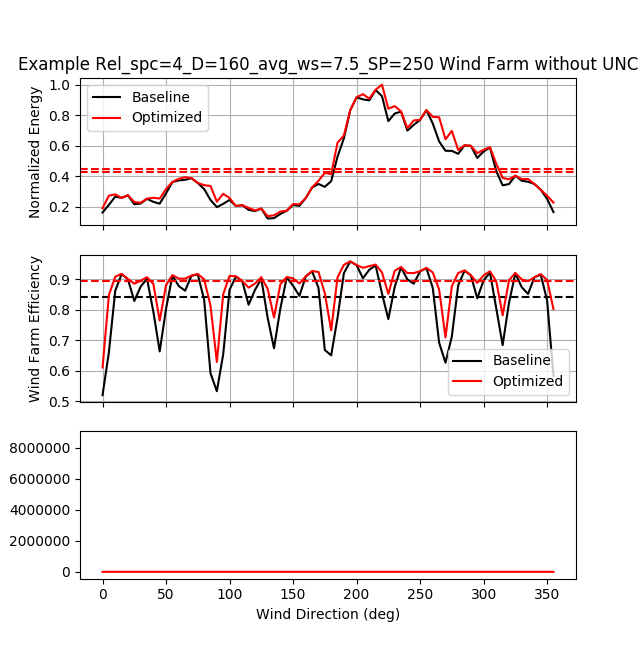 Example Rel_spc=4_D=160_avg_ws=7.5_SP=250 Wind Farm without UNC
Normalized Energy
1.0
0.8
0.6
0.4
0.2
Baseline
Optimized
Wind Farm Efficiency
0.9
0.8
0.7
0.6
0.5
Baseline
Optimized
8000000
6000000
4000000
2000000
0
0 50 100 150 200 250 300 350
Wind Direction (deg)